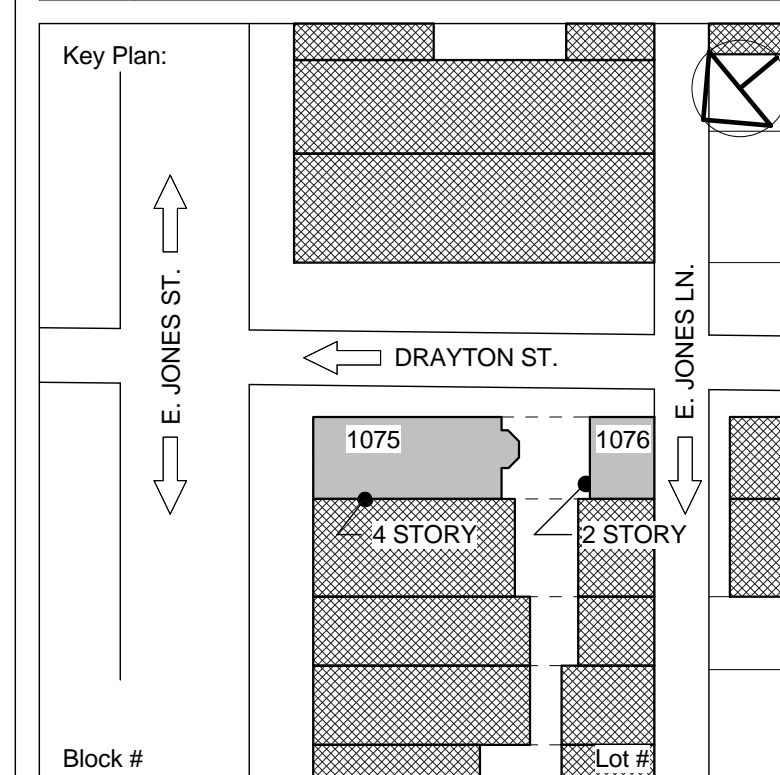 Key Plan:
E. JONES ST.
E. JONES LN.
DRAYTON ST.
1075
1076
4 STORY
2 STORY
Block #
Lot #